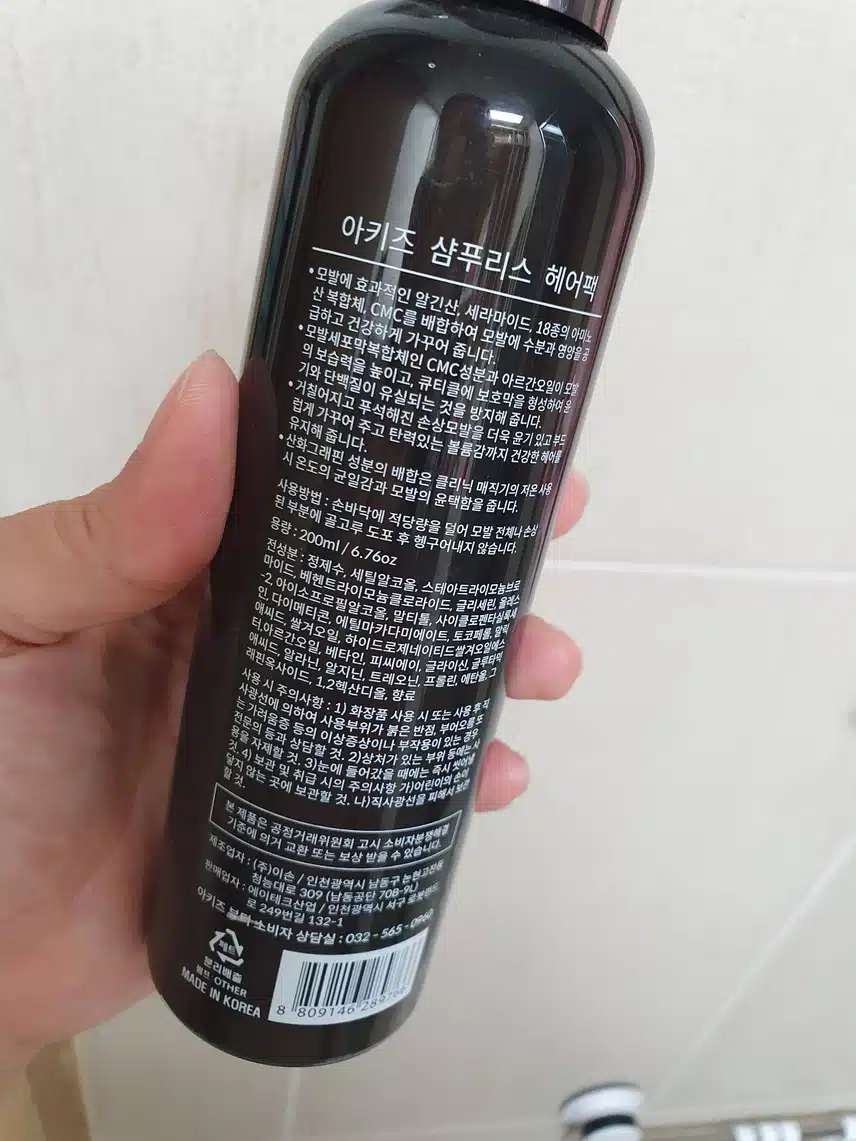 아키즈 샴푸리스 헤어팩
•모발에 효과적인 알긴산, 세라마이드, 18종의 아미노
산 복합체, CMC를 배합하여 모발에 수분과 영양을 공
급하고 건강하게 가꾸어 줍니다.
•모발세포막복합체인 CMC성분과 아르간오일이 모발
의 보습력을 높이고, 큐티클에 보호막을 형성하여 윤
기와 단백질이 유실되는 것을 방지해 줍니다.
•거칠어지고 푸석해진 손상모발을 더욱 윤기 있고 부드
럽게 가꾸어 주고 탄력있는 볼륨감까지 건강한 헤어를
유지해 줍니다.
•산화그래핀 성분의 배합은 클리닉 매직기의 저온 사용
시 온도의 균일감과 모발의 윤택함을 줍니다.
사용방법 : 손바닥에 적당량을 덜어 모발 전체나 손상
된 부분에 골고루 도포 후 헹구어내지 않습니다.
용량 : 200ml / 6.76oz
전성분 : 정제수, 세틸알코올, 스테아트라이모늄브로
마이드, 베헨트라이모늄클로라이드, 글리세린, 올레스
-2, 아이소프로필알코올, 말티톨, 사이클로펜타실록세
인, 다이메티콘, 에틸마카다미에이트, 토코페롤, 말릭
애씨드, 쌀겨오일, 하이드로제네이티드쌀겨오일에스
터,아르간오일, 베타인, 피씨에이, 글라이신, 글루타믹
애씨드, 알라닌, 알지닌, 트레오닌, 프롤린, 에탄올, 그
래핀옥사이드, 1,2헥산디올, 향료
사용 시 주의사항 : 1) 화장품 사용 시 또는 사용 후 직
사광선에 의하여 사용부위가 붉은 반점, 부어오름 또
는 가려움증 등의 이상증상이나 부작용이 있는 경우
전문의 등과 상담할 것. 2)상처가 있는 부위 등에는 사
용을 자제할 것. 3)눈에 들어갔을 때에는 즉시 씻어낼
것. 4)보관 및 취급 시의 주의사항 가)어린이의 손이
닿지 않는 곳에 보관할 것. 나)직사광선을 피해서 보관
할 것.
본 제품은 공정거래위원회 고시 소비자분쟁해결
기준에 의거 교환 또는 보상 받을 수 있습니다.
제조업자 : (주)이손 / 인천광역시 남동구 논현고잔동
청능대로 309 (남동공단 70B-9L)
판매업자 : 에이테크산업 / 인천광역시 서구 로봇랜드
로 249번길 132-1
아키즈 뷰티 소비자 상담실 : 032 - 565 - 0960
페트
분리배출
펌프 OTHER
MADE IN KOREA
8 809146